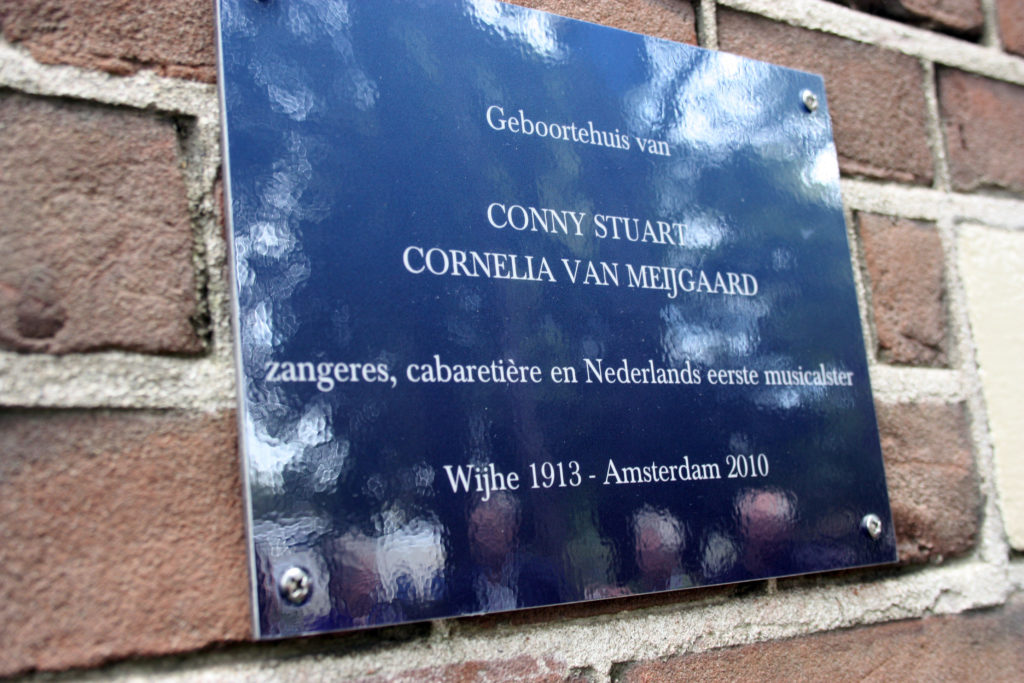 Geboortehuis van
CONNY STUART
CORNELIA VAN MEIJGAARD
zangeres, cabaretière en Nederlands eerste musicalster
Wijhe 1913 - Amsterdam 2010